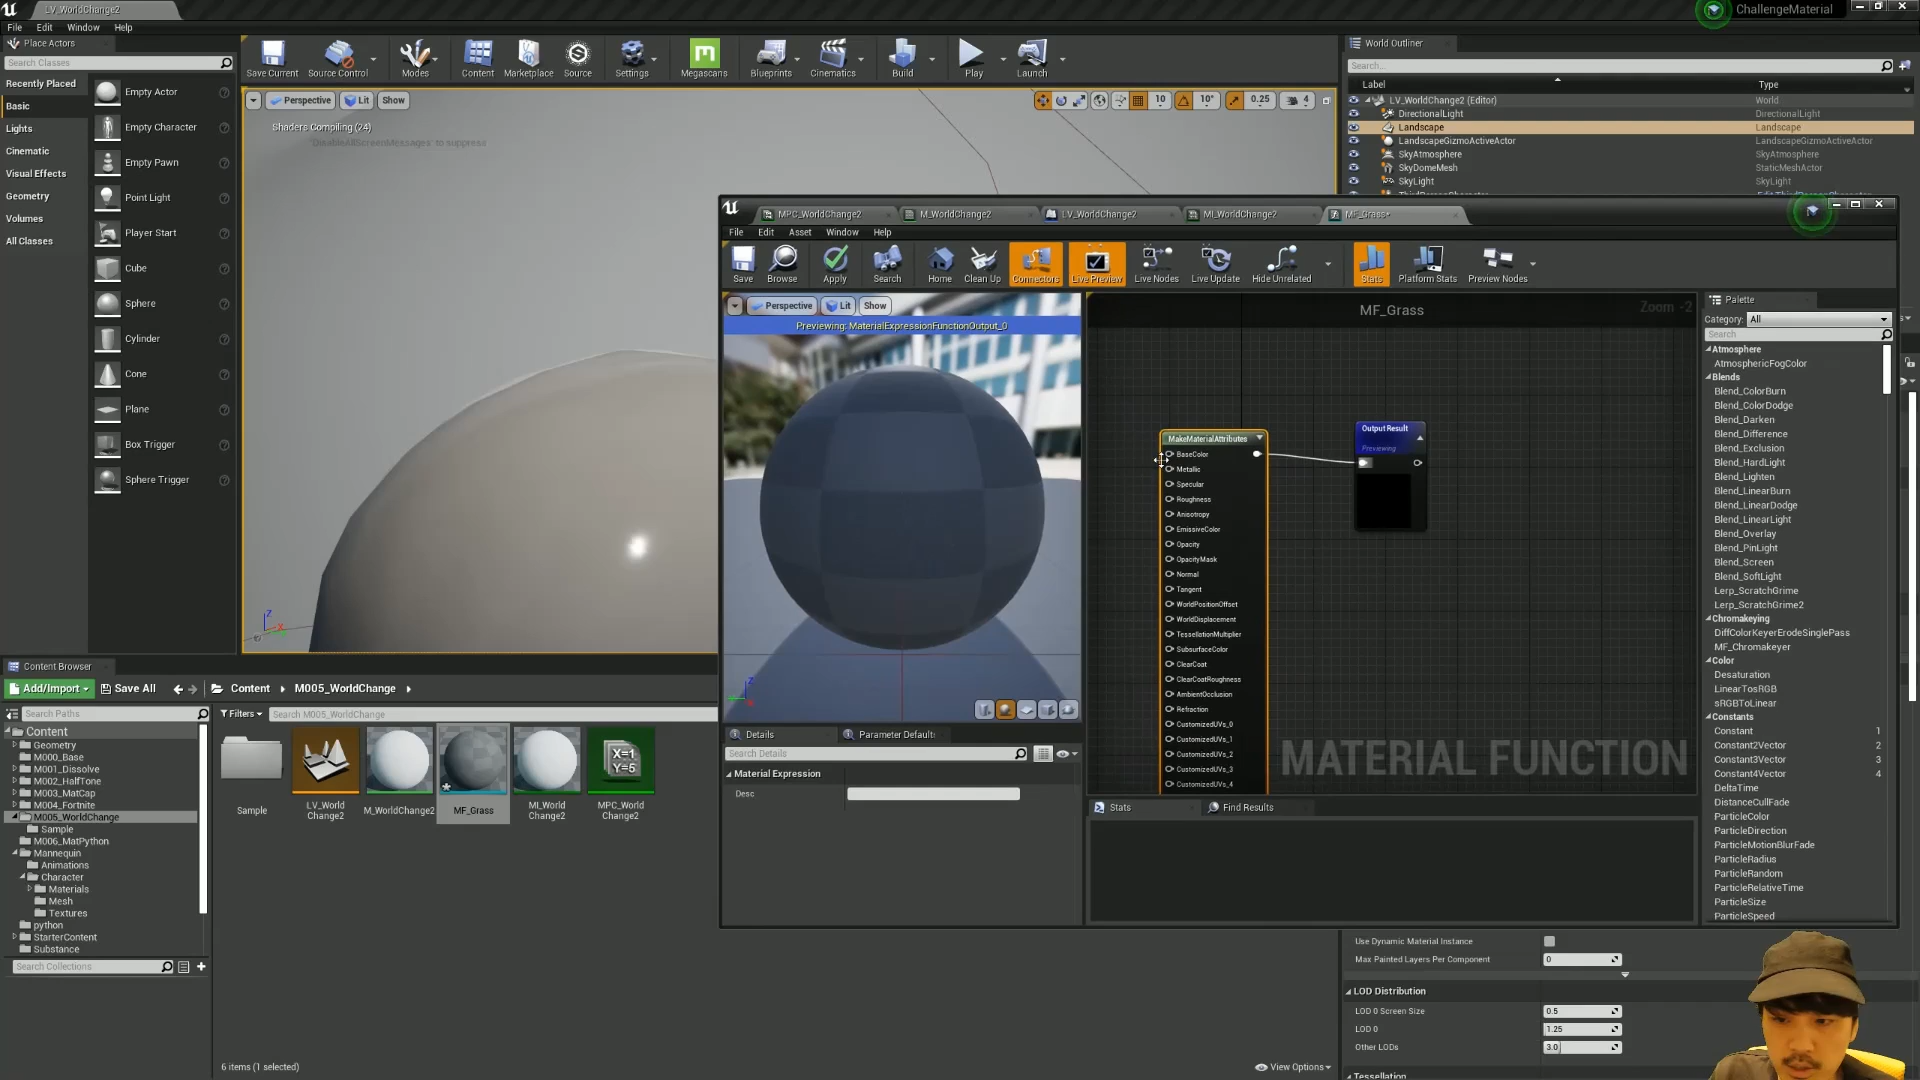 LV_WorldChange2
ChallengeMaterial
File Edit Window Help
Place Actors
Search Classes
Recently Placed
Basic
Lights
Cinematic
Visual Effects
Geometry
Volumes
All Classes
Empty Actor
Empty Character
Empty Pawn
Point Light
Player Start
Cube
Sphere
Cylinder
Cone
Plane
Box Trigger
Sphere Trigger
Save Current
Source Control
Modes
Content
Marketplace
Source
Settings
Megascans
Blueprints
Cinematics
Build
Play
Launch
Perspective Lit Show
10 10° 0.25 4
Shaders Compiling (24)
'DisableAllScreenMessages' to suppress
World Outliner
Search...
Label Type
LV_WorldChange2 (Editor) World
DirectionalLight DirectionalLight
Landscape Landscape
LandscapeGizmoActiveActor LandscapeGizmoActiveActor
SkyAtmosphere SkyAtmosphere
SkyDomeMesh StaticMeshActor
SkyLight SkyLight
MPC_WorldChange2
M_WorldChange2
LV_WorldChange2
MI_WorldChange2
MF_Grass*
File Edit Asset Window Help
Save
Browse
Apply
Search
Home
Clean Up
Connectors
Live Preview
Live Nodes
Live Update
Hide Unrelated
Stats
Platform Stats
Preview Nodes
Perspective Lit Show
Previewing: MaterialExpressionFunctionOutput_0
MF_Grass
Zoom -2
MakeMaterialAttributes
BaseColor
Metallic
Specular
Roughness
Anisotropy
EmissiveColor
Opacity
OpacityMask
Normal
Tangent
WorldPositionOffset
WorldDisplacement
TessellationMultiplier
SubsurfaceColor
ClearCoat
ClearCoatRoughness
AmbientOcclusion
Refraction
CustomizedUVs_0
CustomizedUVs_1
CustomizedUVs_2
CustomizedUVs_3
CustomizedUVs_4
Output Result
Previewing
MATERIAL FUNCTION
Palette
Category: All
Search
Atmosphere
AtmosphericFogColor
Blends
Blend_ColorBurn
Blend_ColorDodge
Blend_Darken
Blend_Difference
Blend_Exclusion
Blend_HardLight
Blend_Lighten
Blend_LinearBurn
Blend_LinearDodge
Blend_LinearLight
Blend_Overlay
Blend_PinLight
Blend_Screen
Blend_SoftLight
Lerp_ScratchGrime
Lerp_ScratchGrime2
Chromakeying
DiffColorKeyerErodeSinglePass
MF_Chromakeyer
Color
Desaturation
LinearTosRGB
sRGBToLinear
Constants
Constant 1
Constant2Vector 2
Constant3Vector 3
Constant4Vector 4
DeltaTime
DistanceCullFade
ParticleColor
ParticleDirection
ParticleMotionBlurFade
ParticleRadius
ParticleRandom
ParticleRelativeTime
ParticleSize
ParticleSpeed
Details
Parameter Defaults
Search Details
Material Expression
Desc
Stats
Find Results
Content Browser
Add/Import
Save All
Content
M005_WorldChange
Search Paths
Filters
Search M005_WorldChange
Content
Geometry
M000_Base
M001_Dissolve
M002_HalfTone
M003_MatCap
M004_Fortnite
M005_WorldChange
Sample
M006_MatPython
Mannequin
Animations
Character
Materials
Mesh
Textures
python
StarterContent
Substance
Search Collections
Sample
LV_World Change2
M_WorldChange2
MF_Grass
MI_World Change2
MPC_World Change2
X=1
Y=5
6 items (1 selected)
View Options
Use Dynamic Material Instance
Max Painted Layers Per Component 0
LOD Distribution
LOD 0 Screen Size 0.5
LOD 0 1.25
Other LODs 3.0
Tessellation